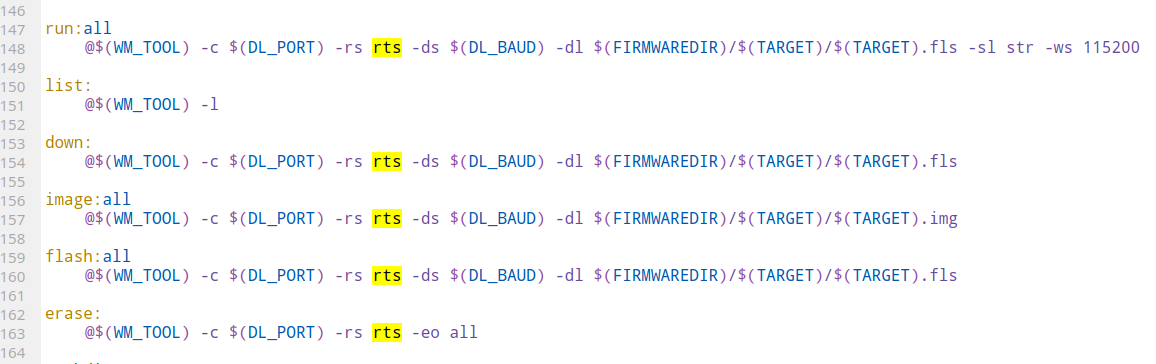 146
147 run:all
148 @$(WM_TOOL) -c $(DL_PORT) -rs rts -ds $(DL_BAUD) -dl $(FIRMWAREDIR)/$(TARGET)/$(TARGET).fls -sl str -ws 115200
149
150 list:
151 @$(WM_TOOL) -l
152
153 down:
154 @$(WM_TOOL) -c $(DL_PORT) -rs rts -ds $(DL_BAUD) -dl $(FIRMWAREDIR)/$(TARGET)/$(TARGET).fls
155
156 image:all
157 @$(WM_TOOL) -c $(DL_PORT) -rs rts -ds $(DL_BAUD) -dl $(FIRMWAREDIR)/$(TARGET)/$(TARGET).img
158
159 flash:all
160 @$(WM_TOOL) -c $(DL_PORT) -rs rts -ds $(DL_BAUD) -dl $(FIRMWAREDIR)/$(TARGET)/$(TARGET).fls
161
162 erase:
163 @$(WM_TOOL) -c $(DL_PORT) -rs rts -eo all
164